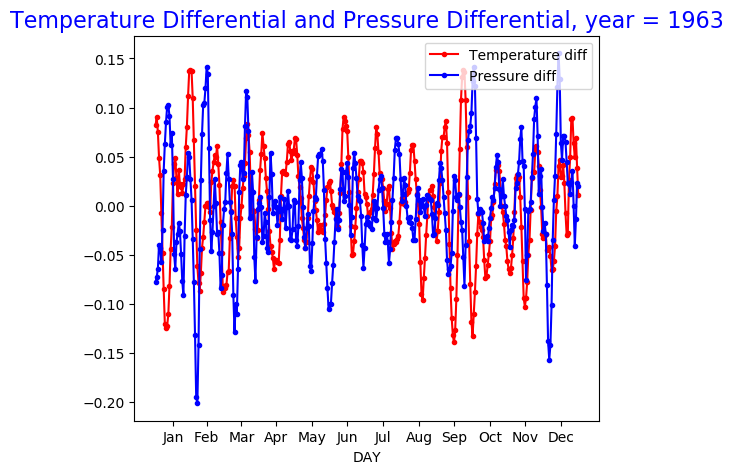 Temperature Differential and Pressure Differential, year = 1963
Temperature diff
Pressure diff
0.15
0.10
0.05
0.00
−0.05
−0.10
−0.15
−0.20
Jan Feb Mar Apr May Jun Jul Aug Sep Oct Nov Dec
DAY